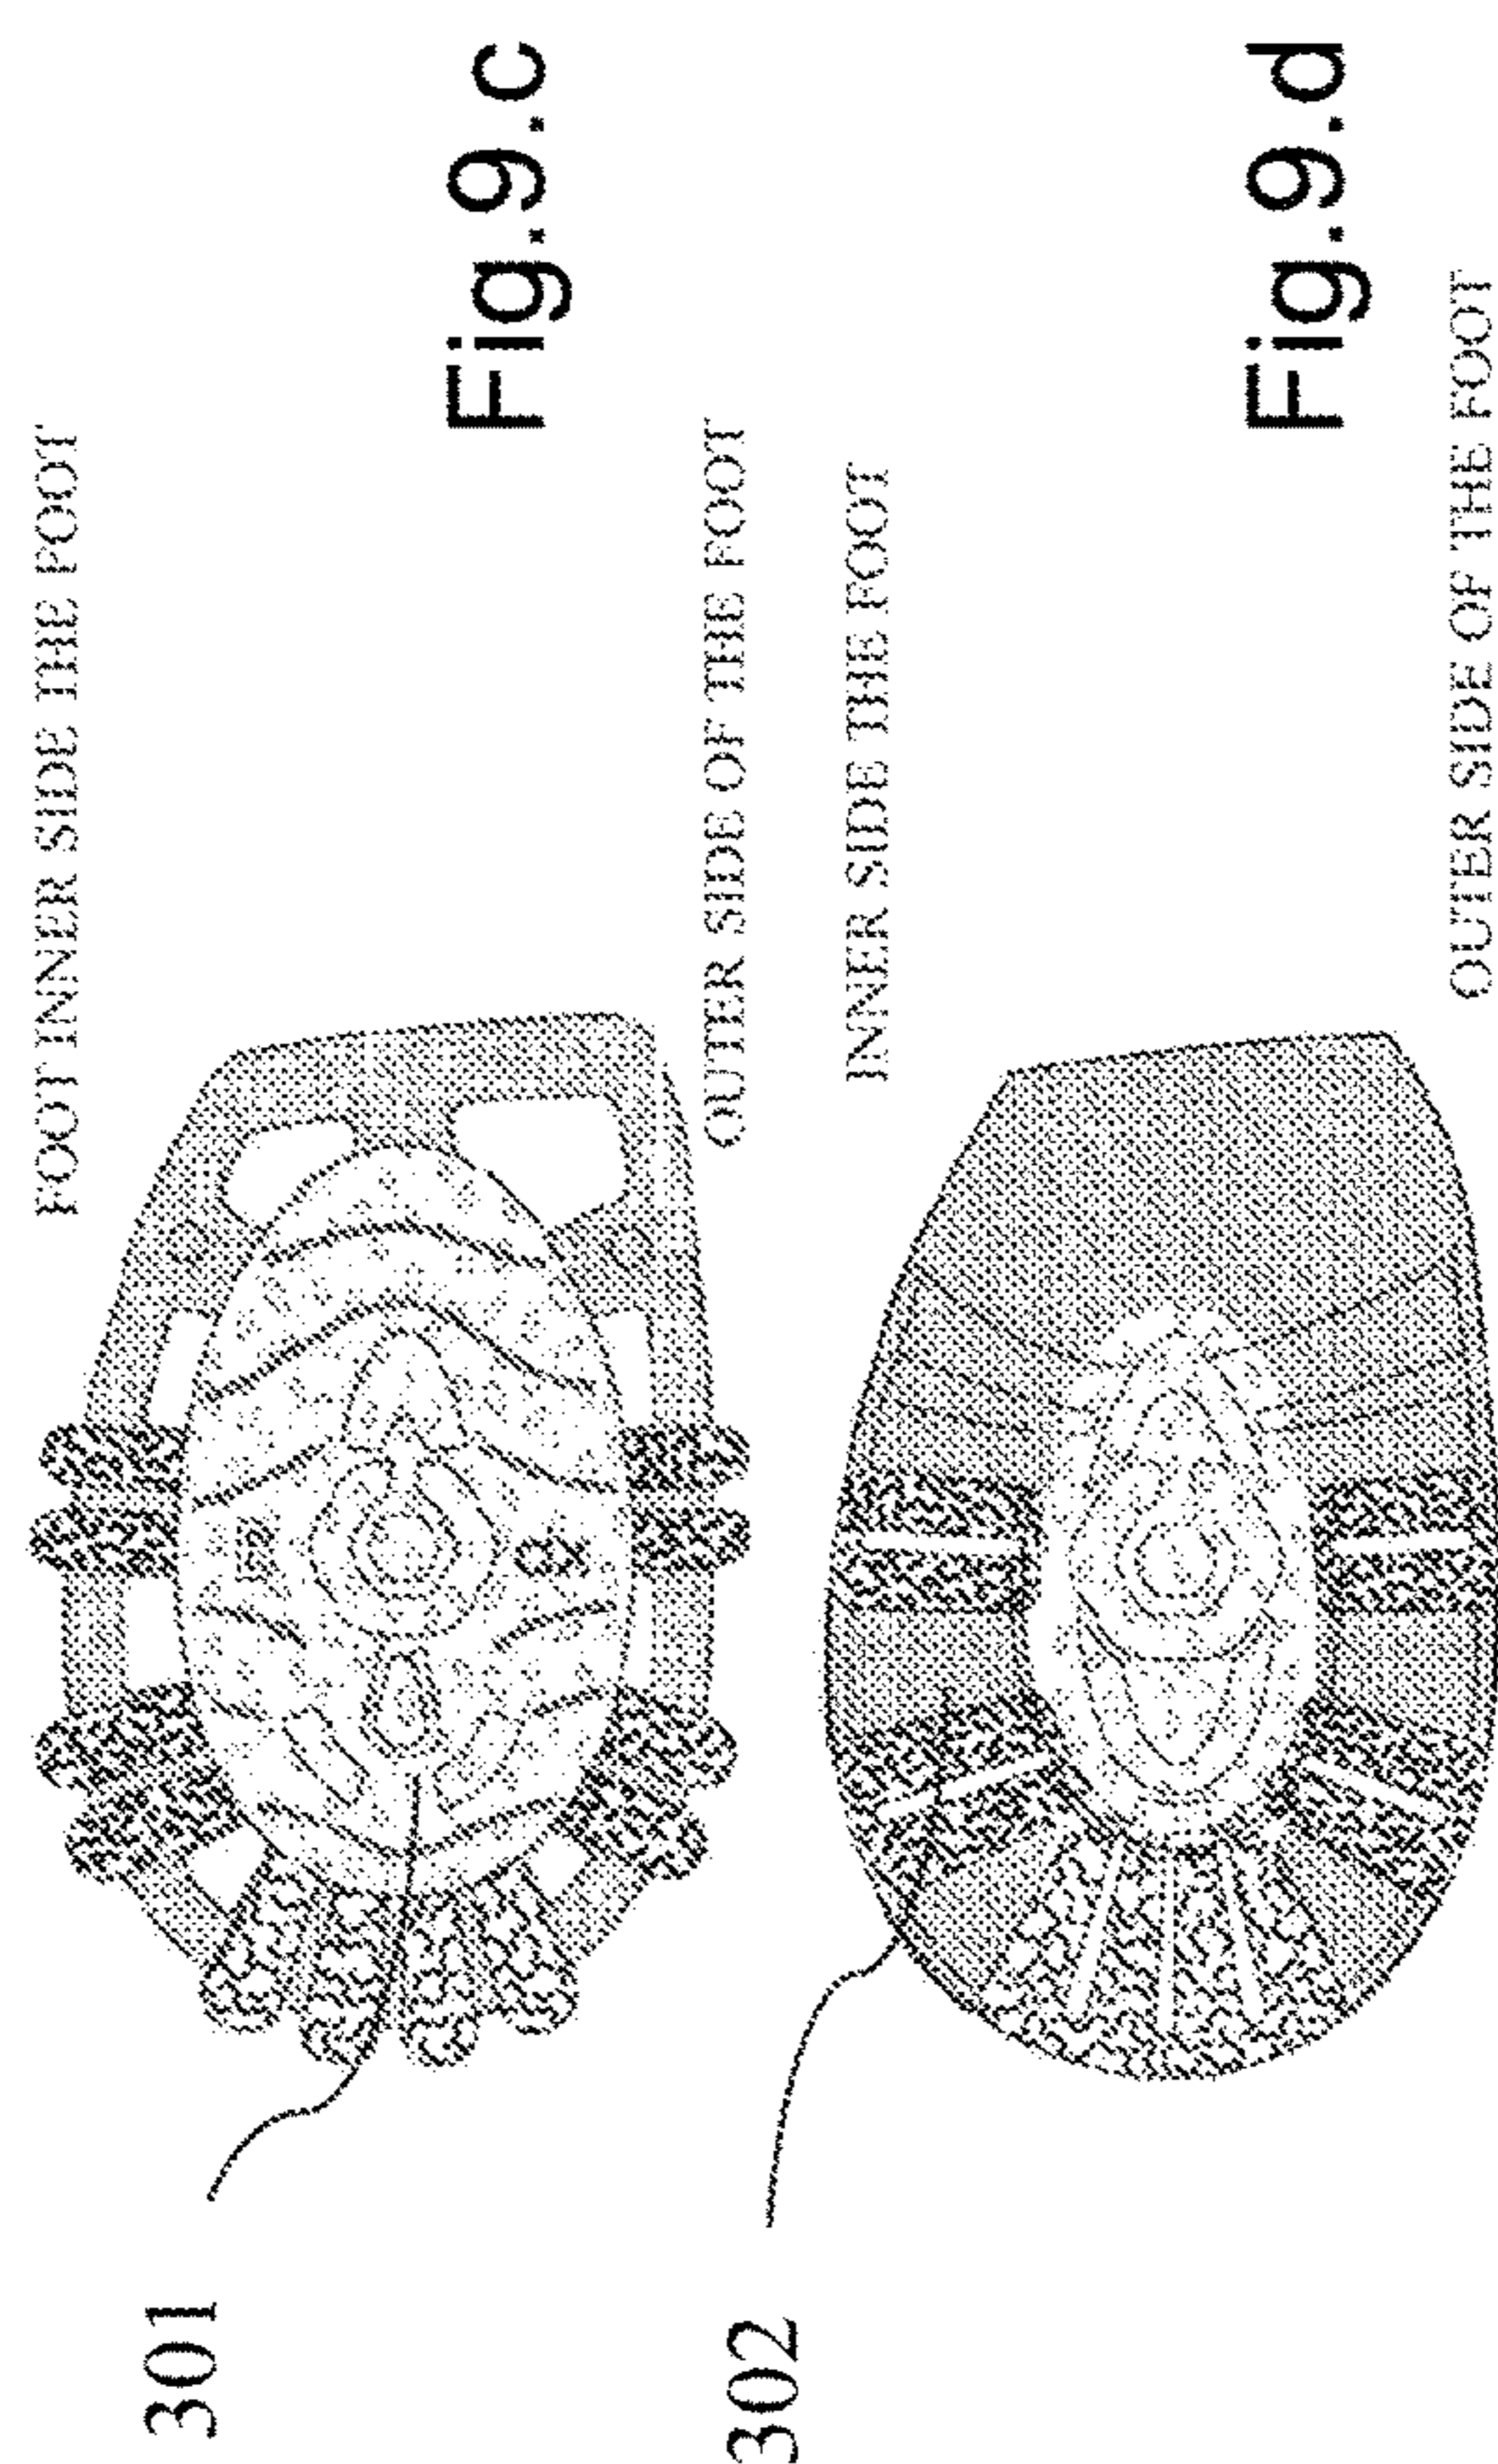 FOOT INNER SIDE THE FOOT
Fig.9.c
OUTER SIDE OF THE FOOT
301
INNER SIDE THE FOOT
Fig.9.d
OUTER SIDE OF THE FOOT
302